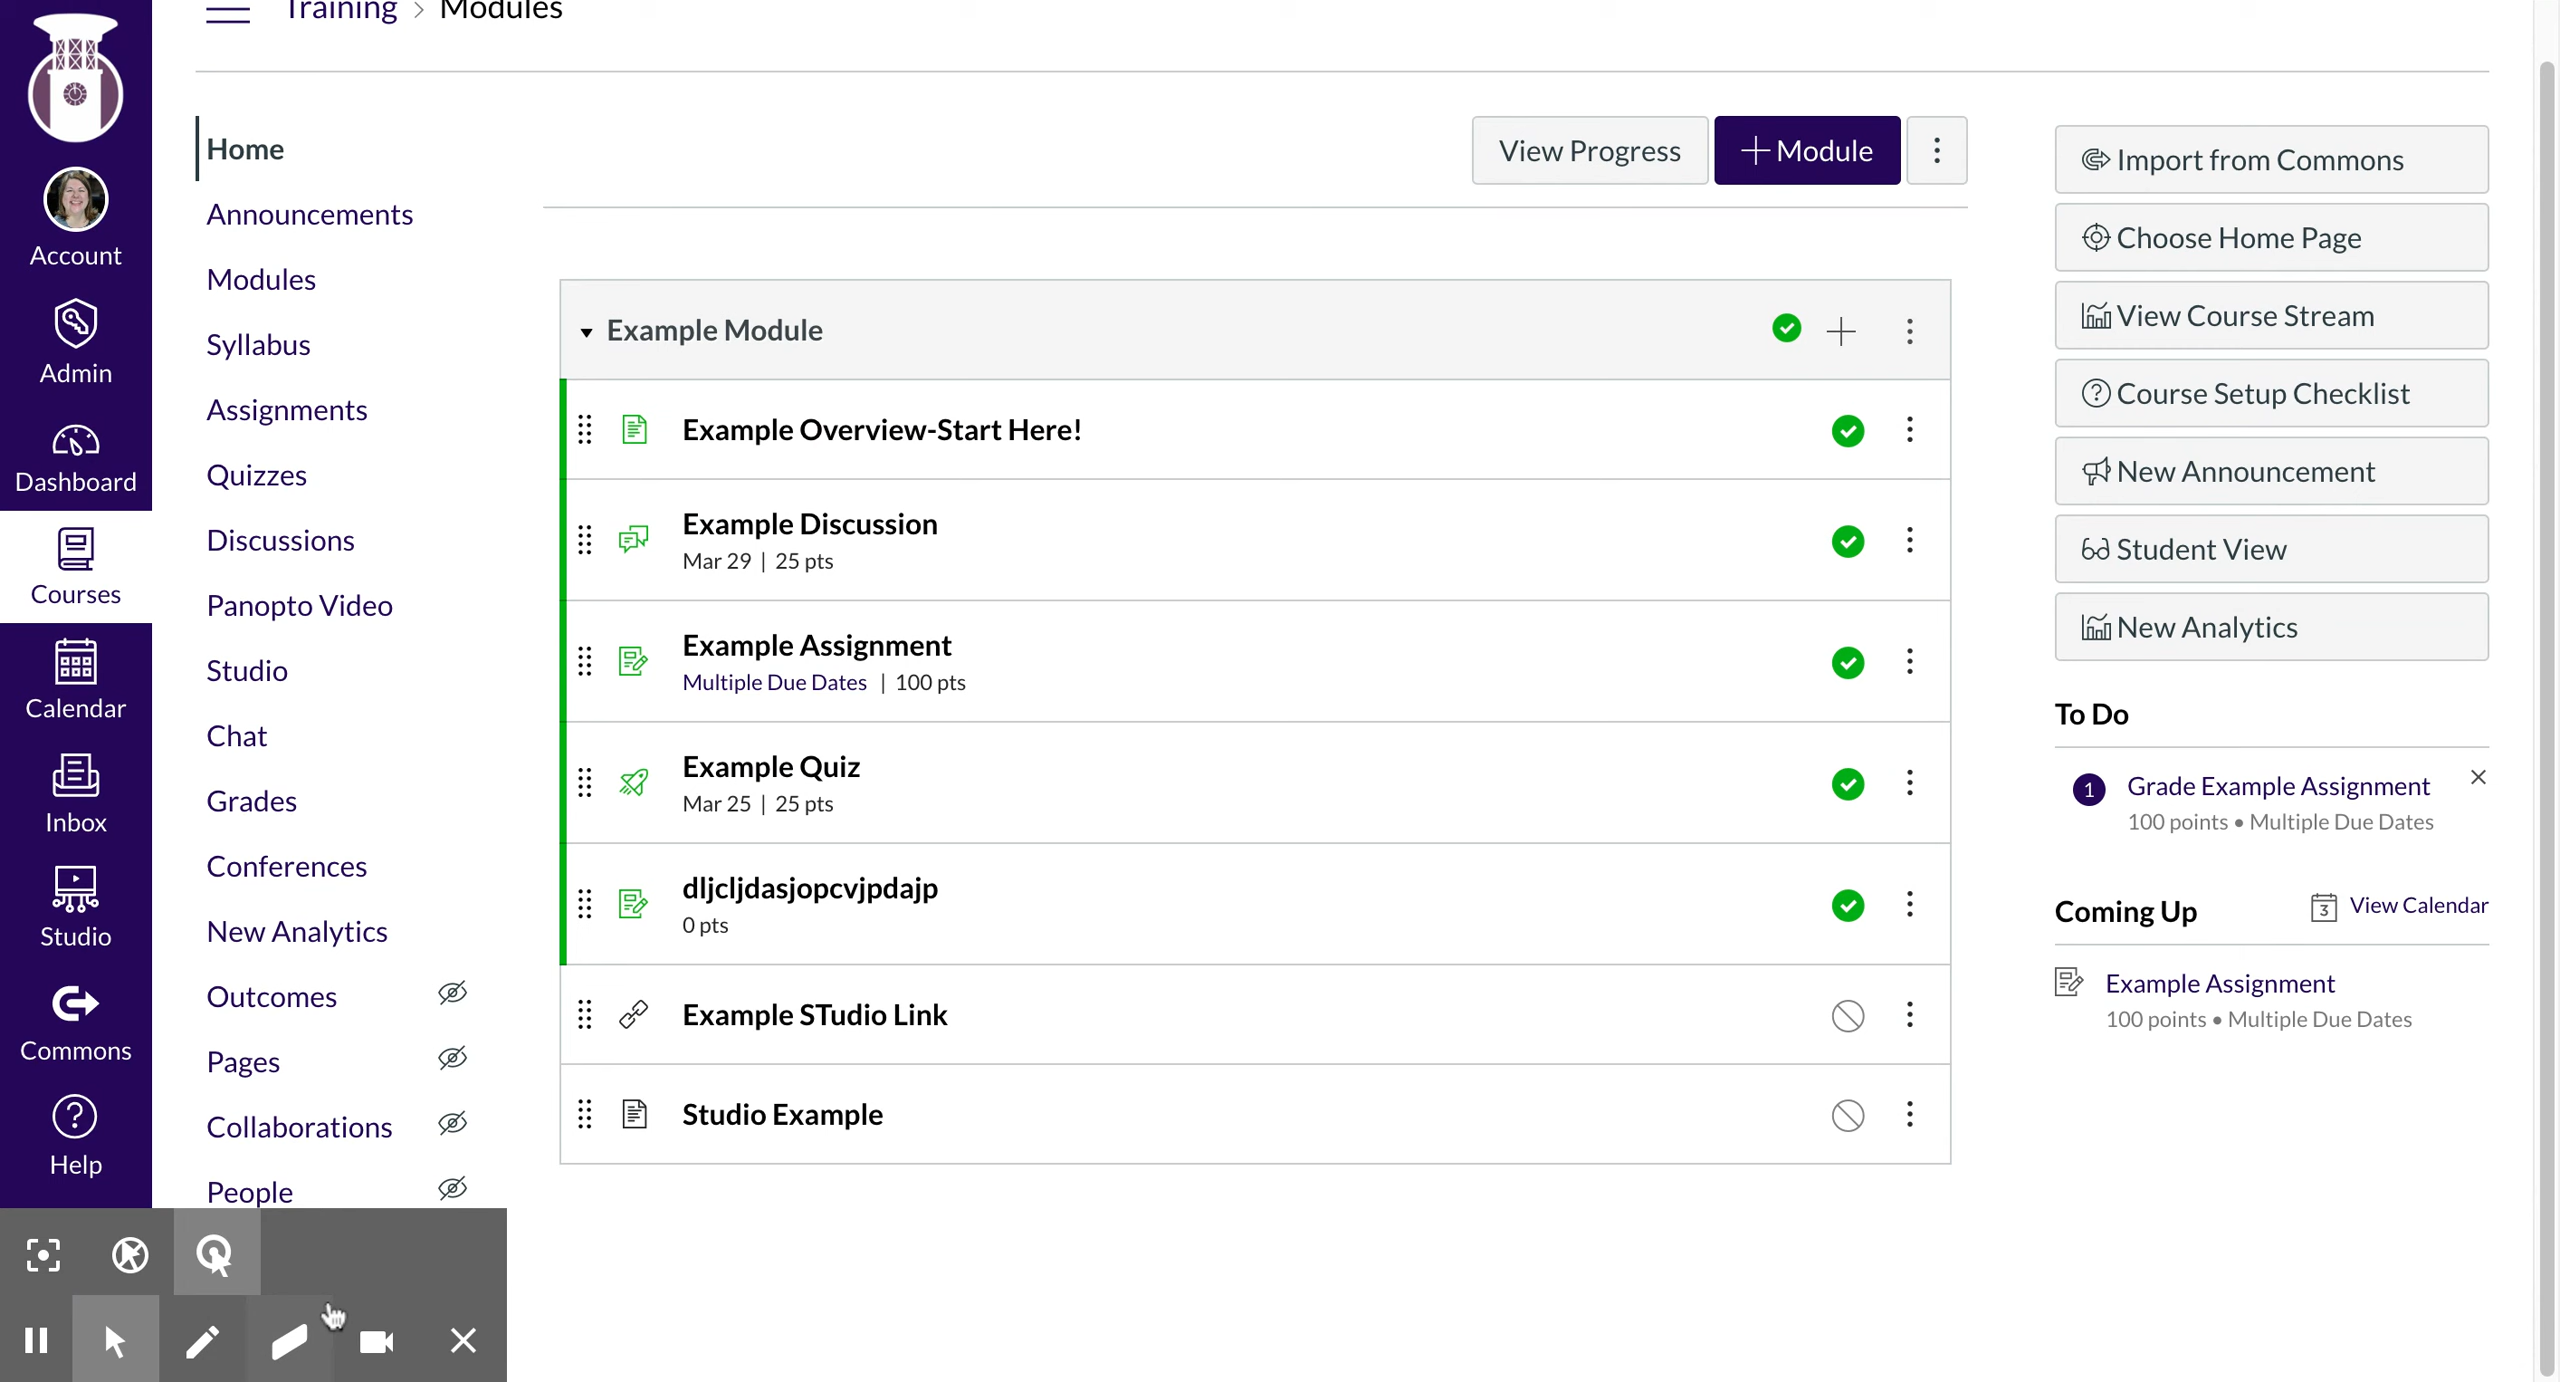 Training > Modules
Account
Admin
Dashboard
Courses
Calendar
Inbox
Studio
Commons
Help
Home
Announcements
Modules
Syllabus
Assignments
Quizzes
Discussions
Panopto Video
Studio
Chat
Grades
Conferences
New Analytics
Outcomes
Pages
Collaborations
People
View Progress
+ Module
Example Module
Example Overview-Start Here!
Example Discussion
Mar 29 | 25 pts
Example Assignment
Multiple Due Dates | 100 pts
Example Quiz
Mar 25 | 25 pts
dljcljdasjopcvjpdajp
0 pts
Example STudio Link
Studio Example
Import from Commons
Choose Home Page
View Course Stream
Course Setup Checklist
New Announcement
Student View
New Analytics
To Do
1 Grade Example Assignment
100 points • Multiple Due Dates
Coming Up 3 View Calendar
Example Assignment
100 points • Multiple Due Dates